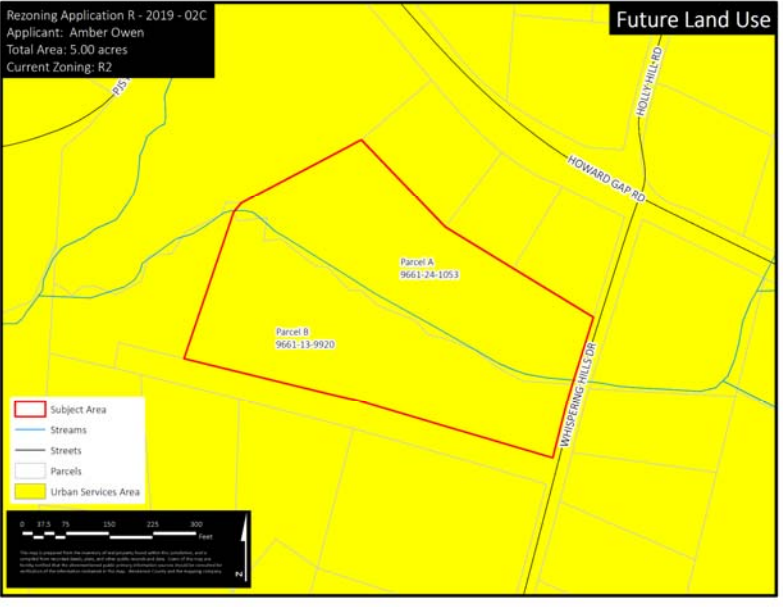 Rezoning Application R - 2019 - 02C
Applicant: Amber Owen
Total Area: 5.00 acres
Current Zoning: R2
Future Land Use
HOLLY HILL RD
HOWARD GAP RD
Parcel A
9661-24-1053
Parcel B
9661-13-9920
WHISPERING HILLS DR
Subject Area
Streams
Streets
Parcels
Urban Services Area
0 37.5 75 150 225 300
Feet
N